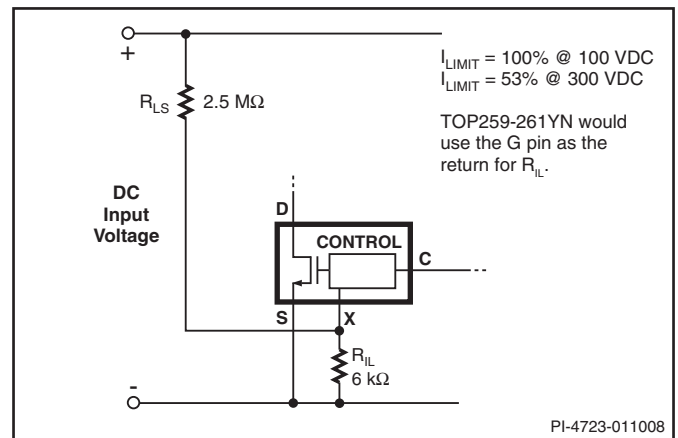 +
I_LIMIT = 100% @ 100 VDC
I_LIMIT = 53% @ 300 VDC
TOP259-261YN would
use the G pin as the
return for R_IL.
R_LS 2.5 MΩ
DC
Input
Voltage
D
CONTROL
C
S
X
R_IL
6 kΩ
-
PI-4723-011008